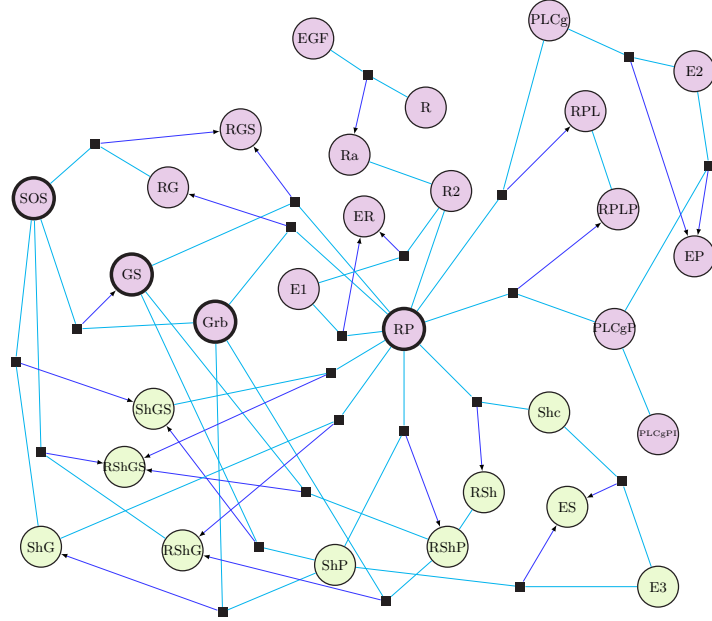 PLCg
EGF
E2
R
RPL
RGS
Ra
RG
R2
SOS
RPLP
ER
EP
GS
E1
Grb
RP
PLCgP
ShGS
Shc
PLCgPI
RShGS
RSh
ES
ShG
RShG
RShP
ShP
E3